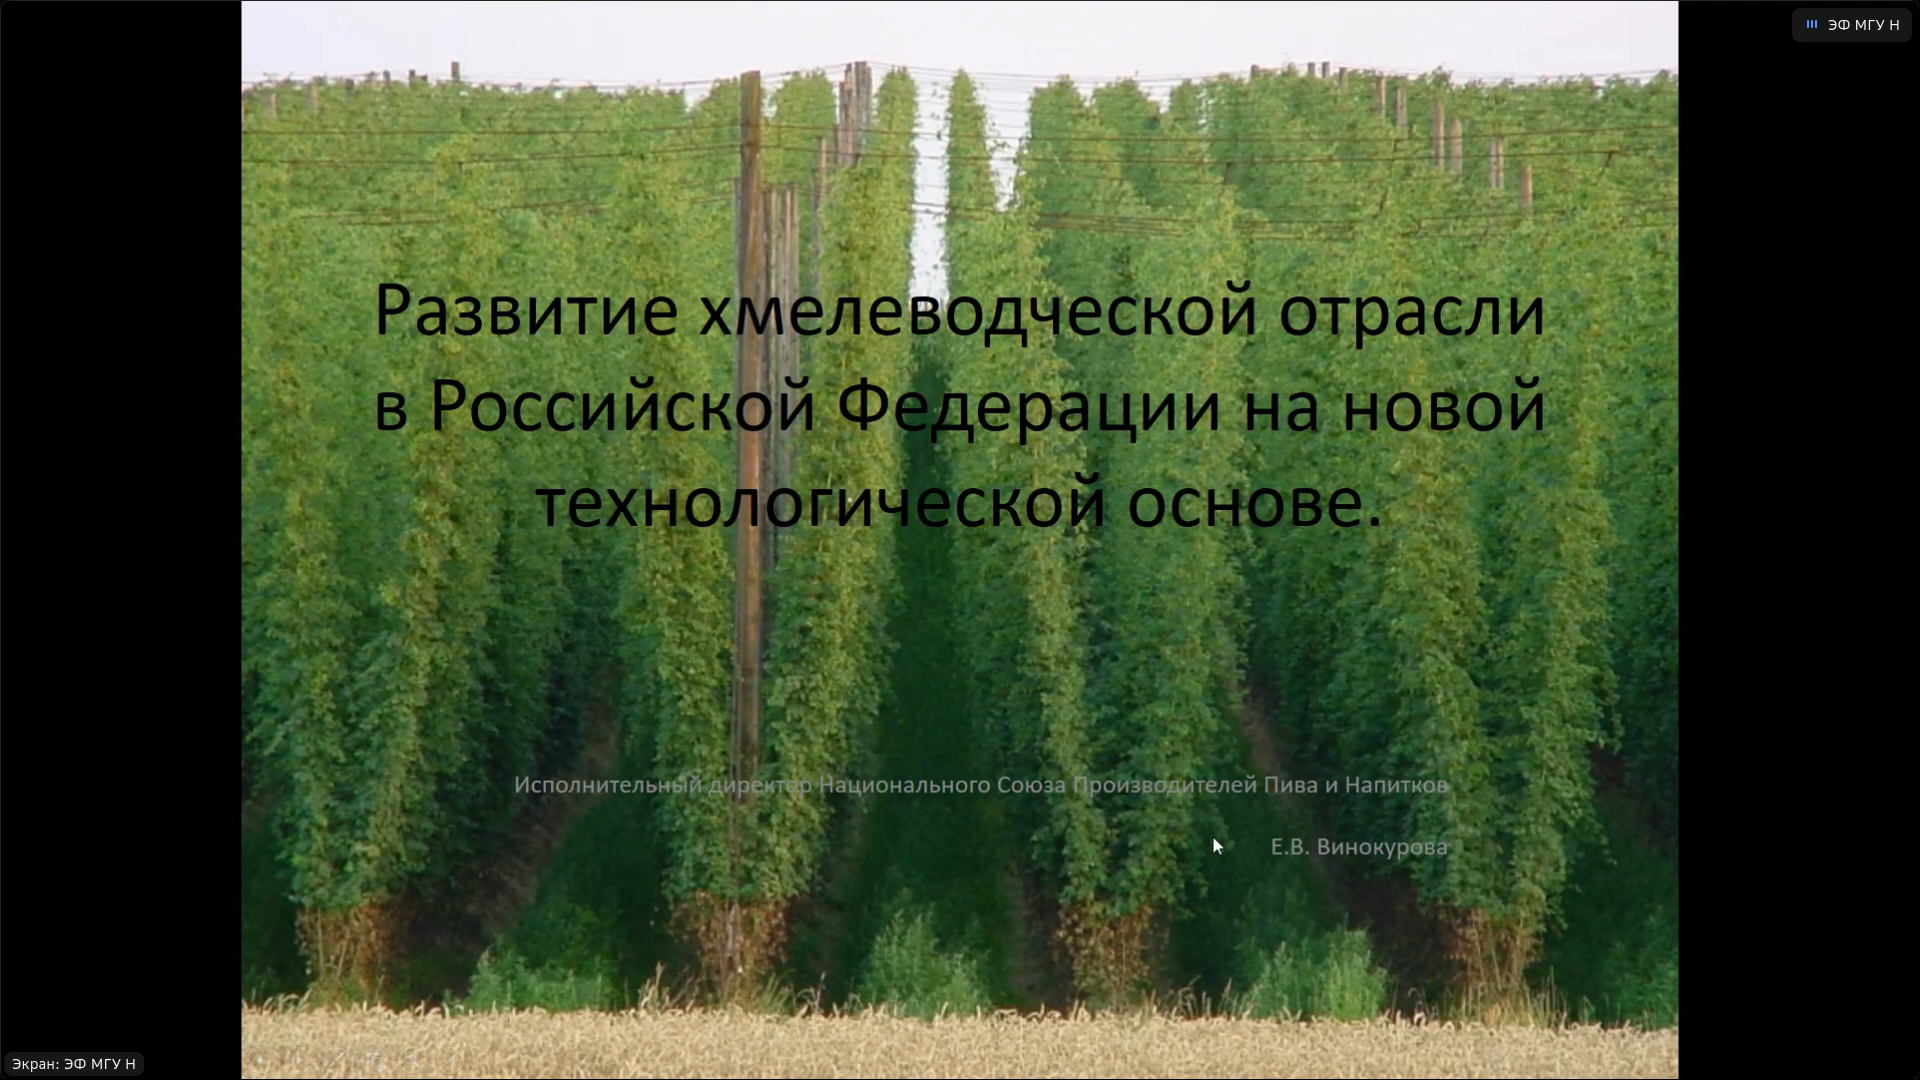 ЭФ МГУ Н
Развитие хмелеводческой отрасли
в Российской Федерации на новой
технологической основе.
Исполнительный директор Национального Союза Производителей Пива и Напитков
Е.В. Винокурова
Экран: ЭФ МГУ Н